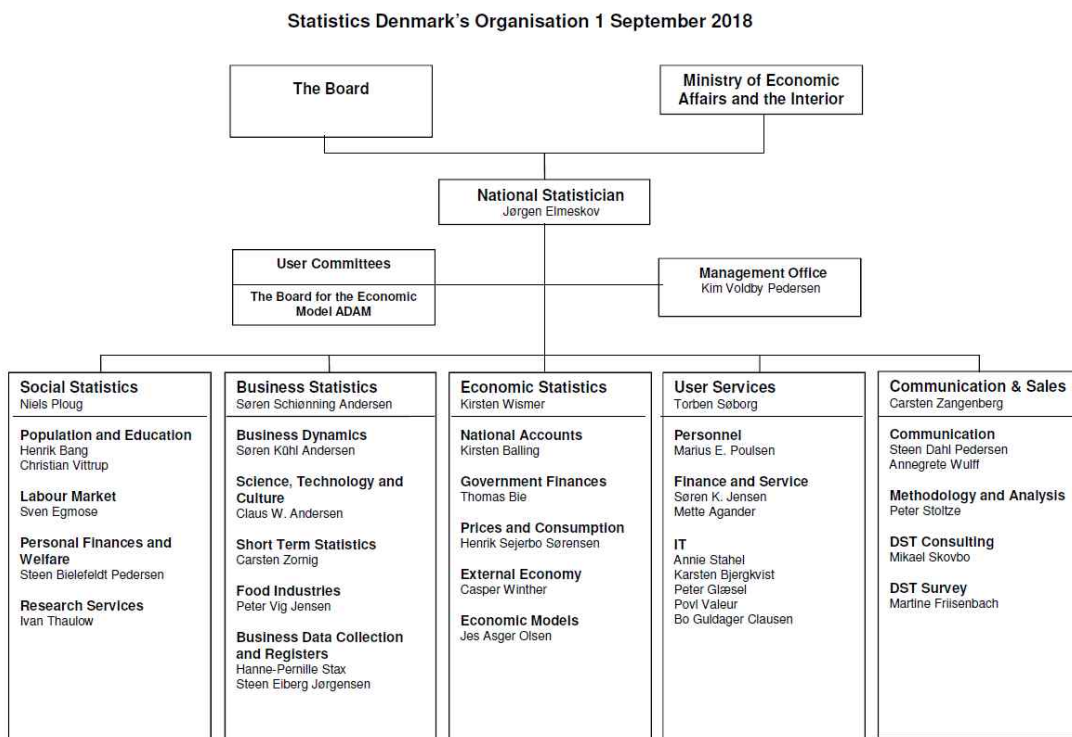 Statistics Denmark's Organisation 1 September 2018
The Board
Ministry of Economic
Affairs and the Interior
National Statistician
Jørgen Elmeskov
User Committees
The Board for the Economic
Model ADAM
Management Office
Kim Voldby Pedersen
Social Statistics
Niels Ploug
Population and Education
Henrik Bang
Christian Vittrup
Labour Market
Sven Egmose
Personal Finances and
Welfare
Steen Bielefeldt Pedersen
Research Services
Ivan Thaulow
Business Statistics
Søren Schiønning Andersen
Business Dynamics
Søren Kühl Andersen
Science, Technology and
Culture
Claus W. Andersen
Short Term Statistics
Carsten Zornig
Food Industries
Peter Vig Jensen
Business Data Collection
and Registers
Hanne-Pernille Stax
Steen Eiberg Jørgensen
Economic Statistics
Kirsten Wismer
National Accounts
Kirsten Balling
Government Finances
Thomas Bie
Prices and Consumption
Henrik Sejerbo Sørensen
External Economy
Casper Winther
Economic Models
Jes Asger Olsen
User Services
Torben Søborg
Personnel
Marius E. Poulsen
Finance and Service
Søren K. Jensen
Mette Agander
IT
Annie Stahel
Karsten Bjergkvist
Peter Glæsel
Povl Valeur
Bo Guldager Clausen
Communication & Sales
Carsten Zangenberg
Communication
Steen Dahl Pedersen
Annegrete Wulff
Methodology and Analysis
Peter Stoltze
DST Consulting
Mikael Skovbo
DST Survey
Martine Friisenbach